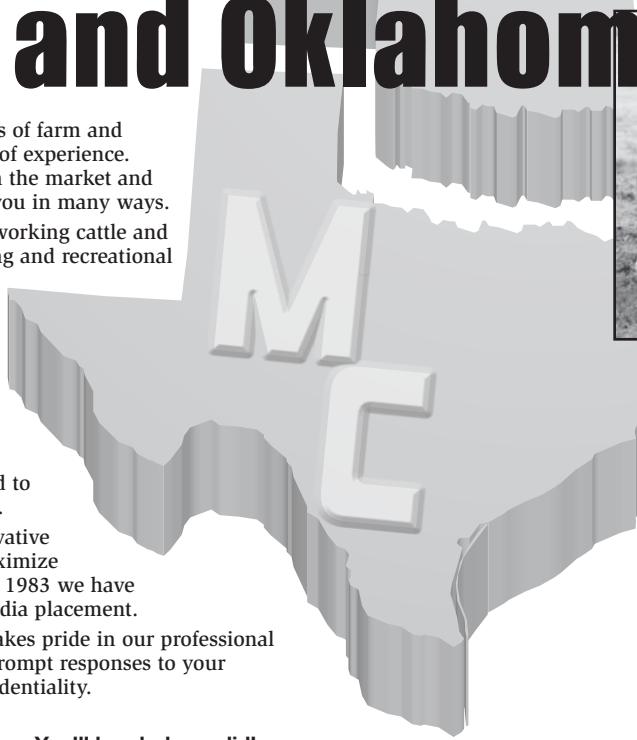 and Oklahom
s of farm and
of experience.
the market and
you in many ways.
working cattle and
g and recreational
M
C
d to
vative
ximize
1983 we have
dia placement.
akes pride in our professional
rompt responses to your
dentiality.